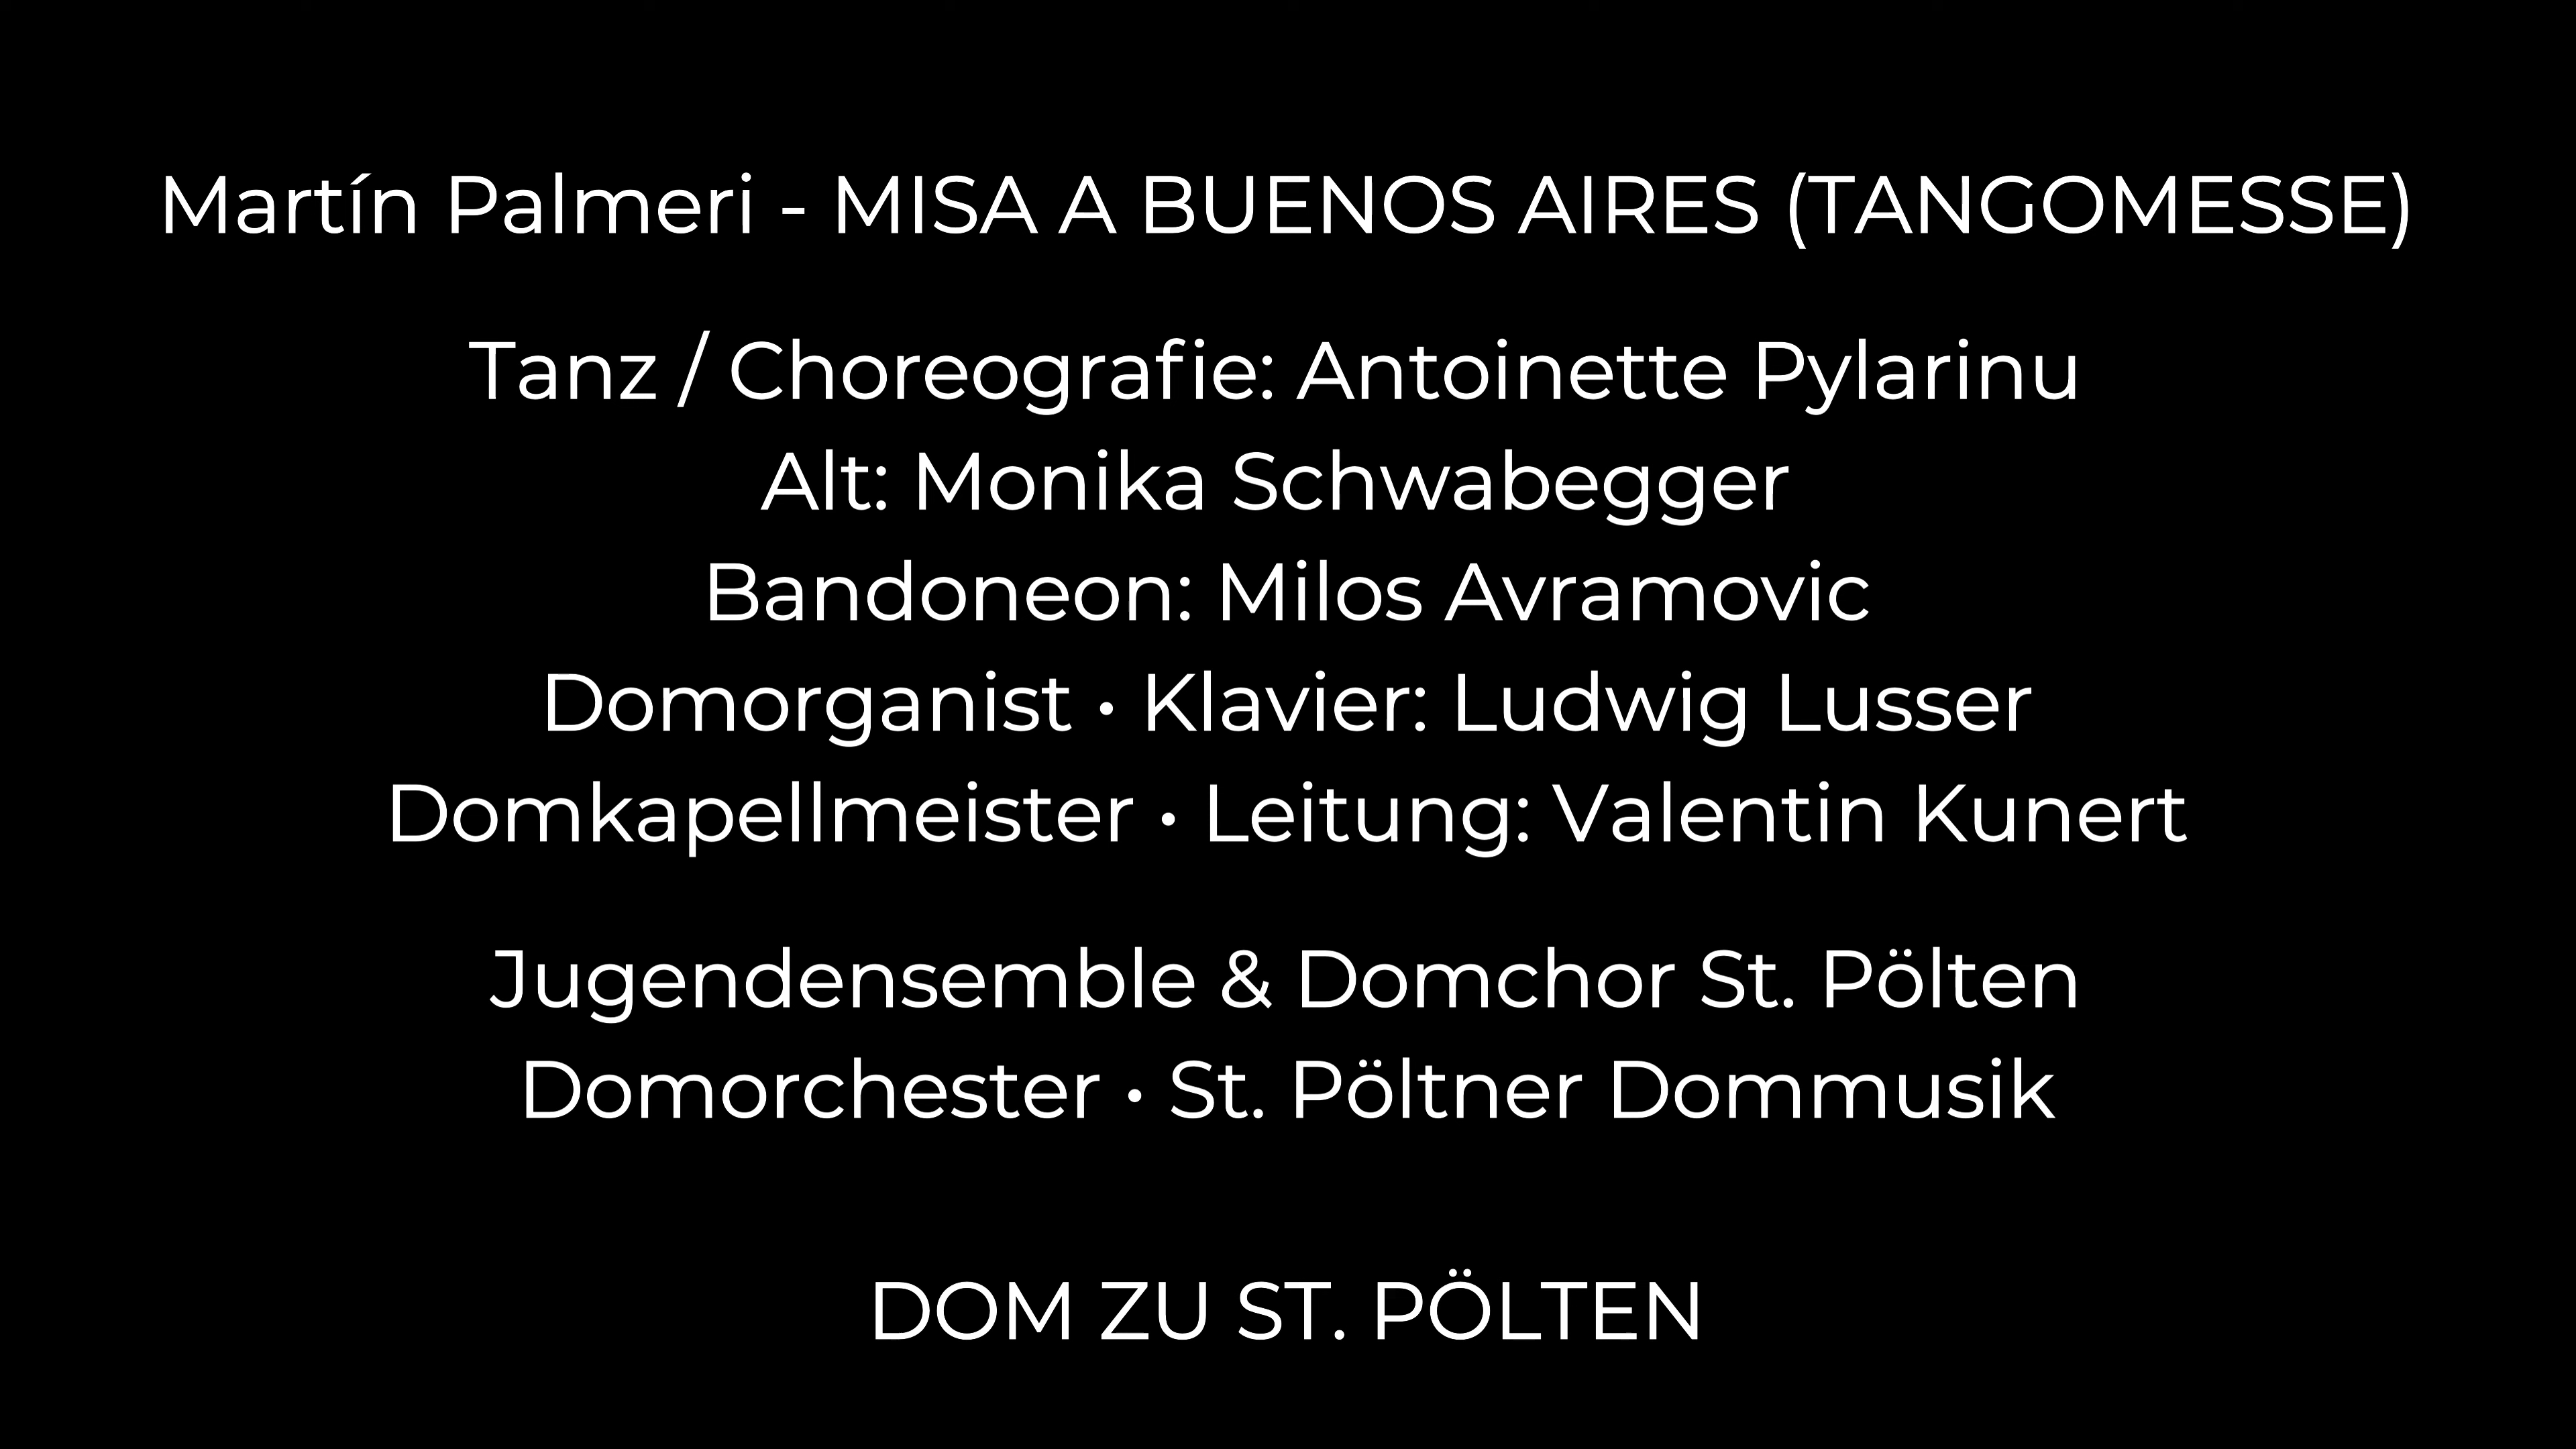 Martín Palmeri - MISA A BUENOS AIRES (TANGOMESSE)
Tanz / Choreografie: Antoinette Pylarinu
Alt: Monika Schwabegger
Bandoneon: Milos Avramovic
Domorganist • Klavier: Ludwig Lusser
Domkapellmeister • Leitung: Valentin Kunert
Jugendensemble & Domchor St. Pölten
Domorchester • St. Pöltner Dommusik
DOM ZU ST. PÖLTEN